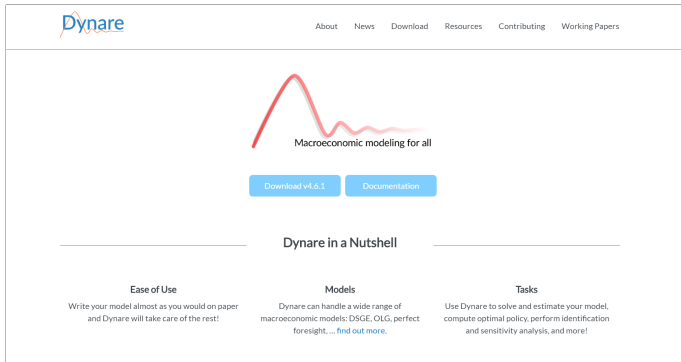 Dynare
About News Download Resources Contributing Working Papers
Macroeconomic modeling for all
Download v4.6.1 Documentation
Dynare in a Nutshell
Ease of Use
Write your model almost as you would on paper
and Dynare will take care of the rest!
Models
Dynare can handle a wide range of
macroeconomic models: DSGE, OLG, perfect
foresight, ... find out more.
Tasks
Use Dynare to solve and estimate your model,
compute optimal policy, perform identification
and sensitivity analysis, and more!